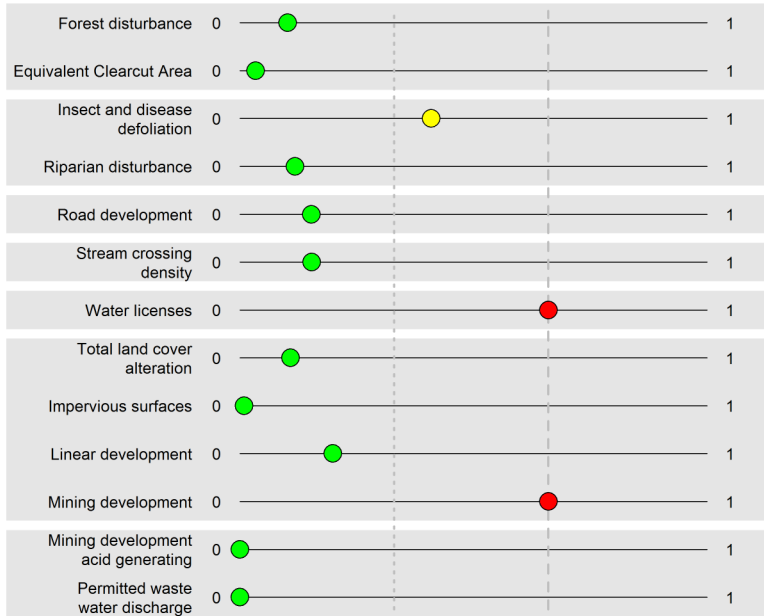 Forest disturbance 0 1
Equivalent Clearcut Area 0 1
Insect and disease
defoliation 0 1
Riparian disturbance 0 1
Road development 0 1
Stream crossing
density 0 1
Water licenses 0 1
Total land cover
alteration 0 1
Impervious surfaces 0 1
Linear development 0 1
Mining development 0 1
Mining development
acid generating 0 1
Permitted waste
water discharge 0 1